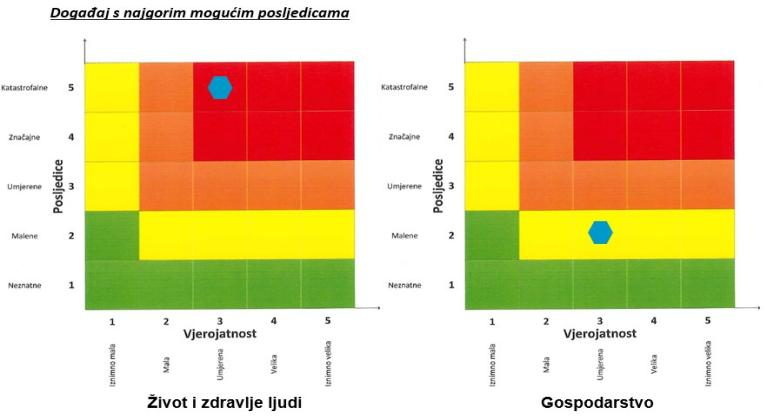 Događaj s najgorim mogućim posljedicama
Posljedice
Katastrofalne 5
Značajne 4
Umjerene 3
Malene 2
Neznatne 1
1 2 3 4 5
Vjerojatnost
Iznimno mala
Mala
Umjerena
Velika
Iznimno velika
Život i zdravlje ljudi
Posljedice
Katastrofalne 5
Značajne 4
Umjerene 3
Malene 2
Neznatne 1
1 2 3 4 5
Vjerojatnost
Iznimno mala
Mala
Umjerena
Velika
Iznimno velika
Gospodarstvo